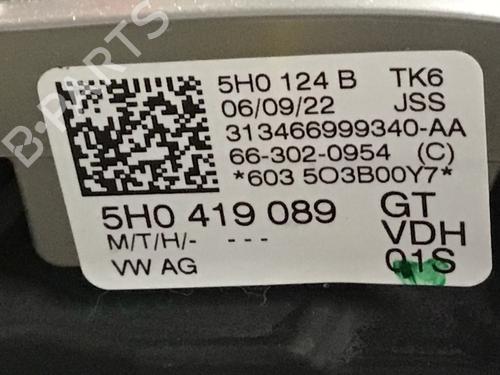 B-PARTS
5H0 124 B TK6
06/09/22 JSS
313466999340-AA
66-302-0954 (C)
*603 5O3B00Y7*
5H0 419 089 GT
M/T/H/- --- VDH
VW AG 01S